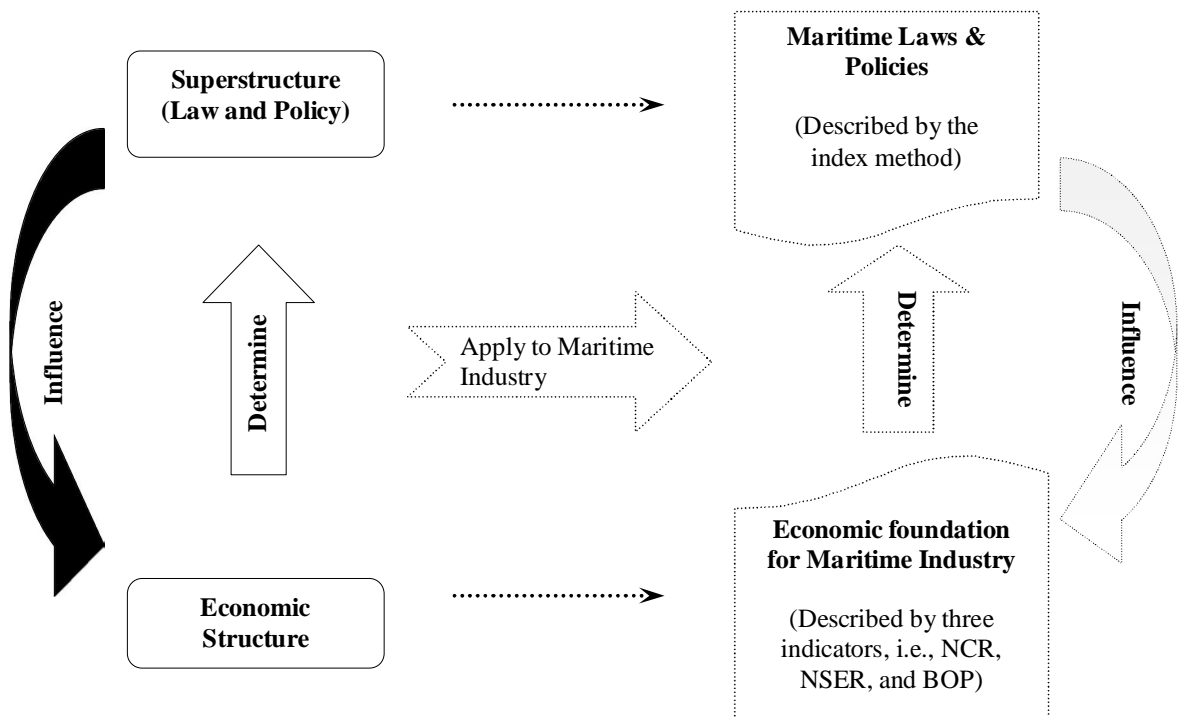 Superstructure
(Law and Policy)
Maritime Laws &
Policies
(Described by the
index method)
Influence
Determine
Apply to Maritime
Industry
Determine
Influence
Economic
Structure
Economic foundation
for Maritime Industry
(Described by three
indicators, i.e., NCR,
NSER, and BOP)